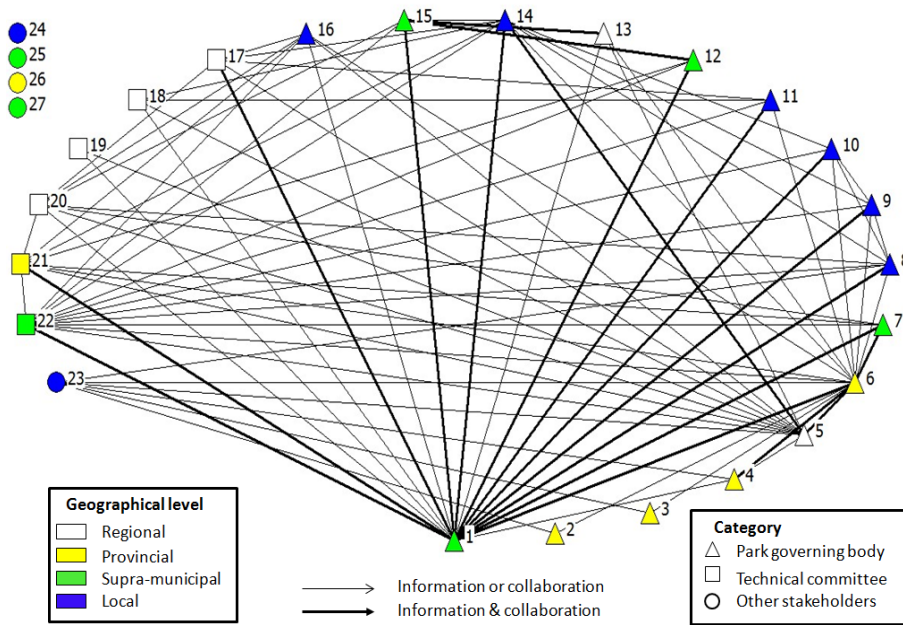 24
25
26
27
15
14
13
16
17
12
18
11
19
10
20
9
21
8
22
7
23
6
5
4
3
2
1
Geographical level
Regional
Provincial
Supra-municipal
Local
Information or collaboration
Information & collaboration
Category
Park governing body
Technical committee
Other stakeholders